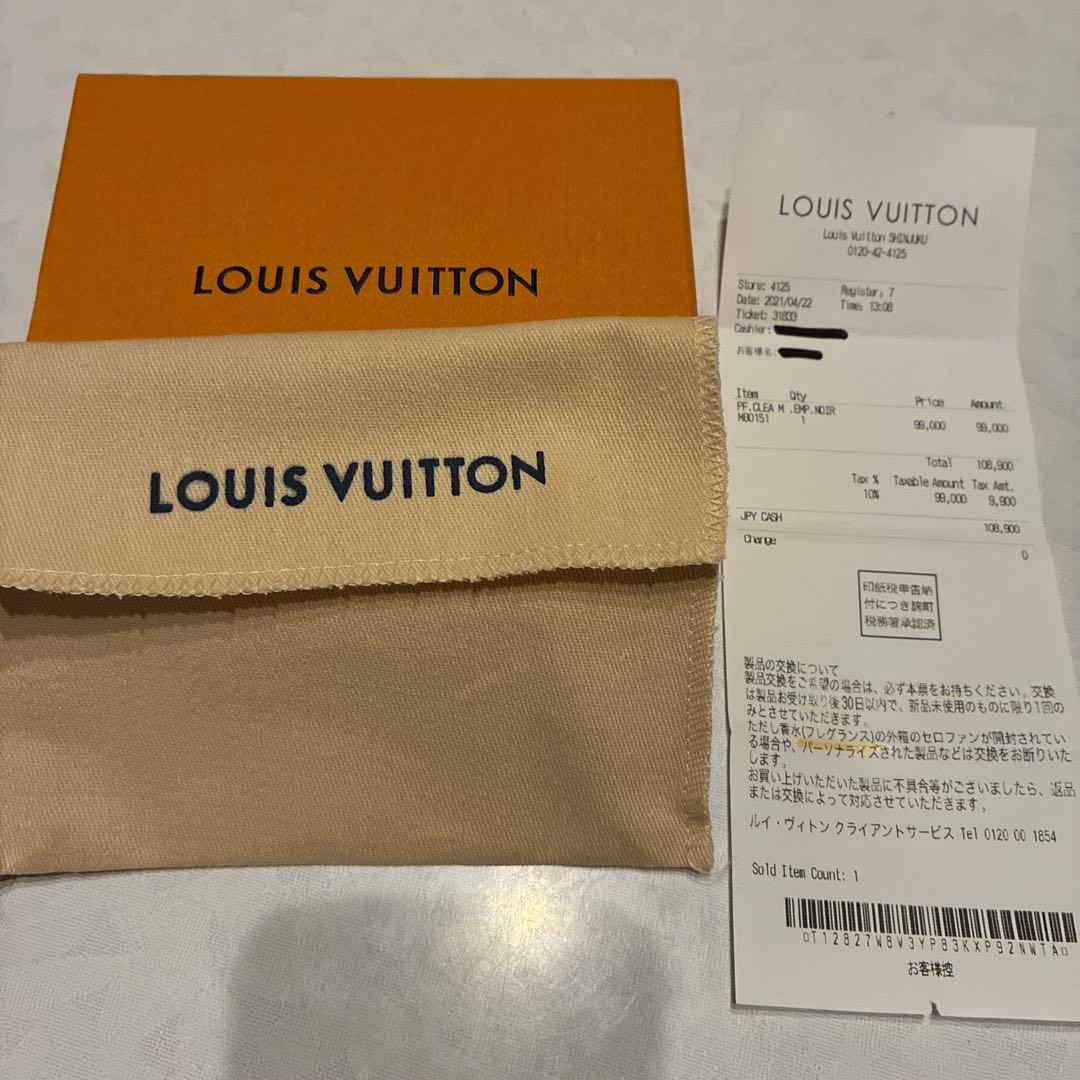 LOUIS VUITTON
LOUIS VUITTON
LOUIS VUITTON
Louis Vuitton SHINJUKU
0120-42-4125
Store: 4125 Register: 7
Date: 2021/04/22 Time: 13:08
Ticket: 31833
Cashier:
お客様名:
Item Qty Price Amount
PF.CLEA M .EMP.NOIR
M80151 1 99,000 99,000
Total 108,900
Tax % Taxable Amount Tax Amt.
10% 99,000 9,900
JPY CASH 108,900
Change 0
印紙税申告納
付につき麹町
税務署承認済
製品の交換について
製品交換をご希望の場合は、必ず本票をお持ちください。交換
は製品お受け取り後30日以内で、新品未使用のものに限り1回の
みとさせていただきます。
ただし香水(フレグランス)の外箱のセロファンが開封されてい
る場合や、パーソナライズされた製品などは交換をお断りいた
します。
お買い上げいただいた製品に不具合等がございましたら、返品
または交換によって対応させていただきます。
ルイ・ヴィトン クライアントサービス Tel 0120 00 1854
Sold Item Count: 1
T12827W8V3YP83KXP92NWTA
お客様控